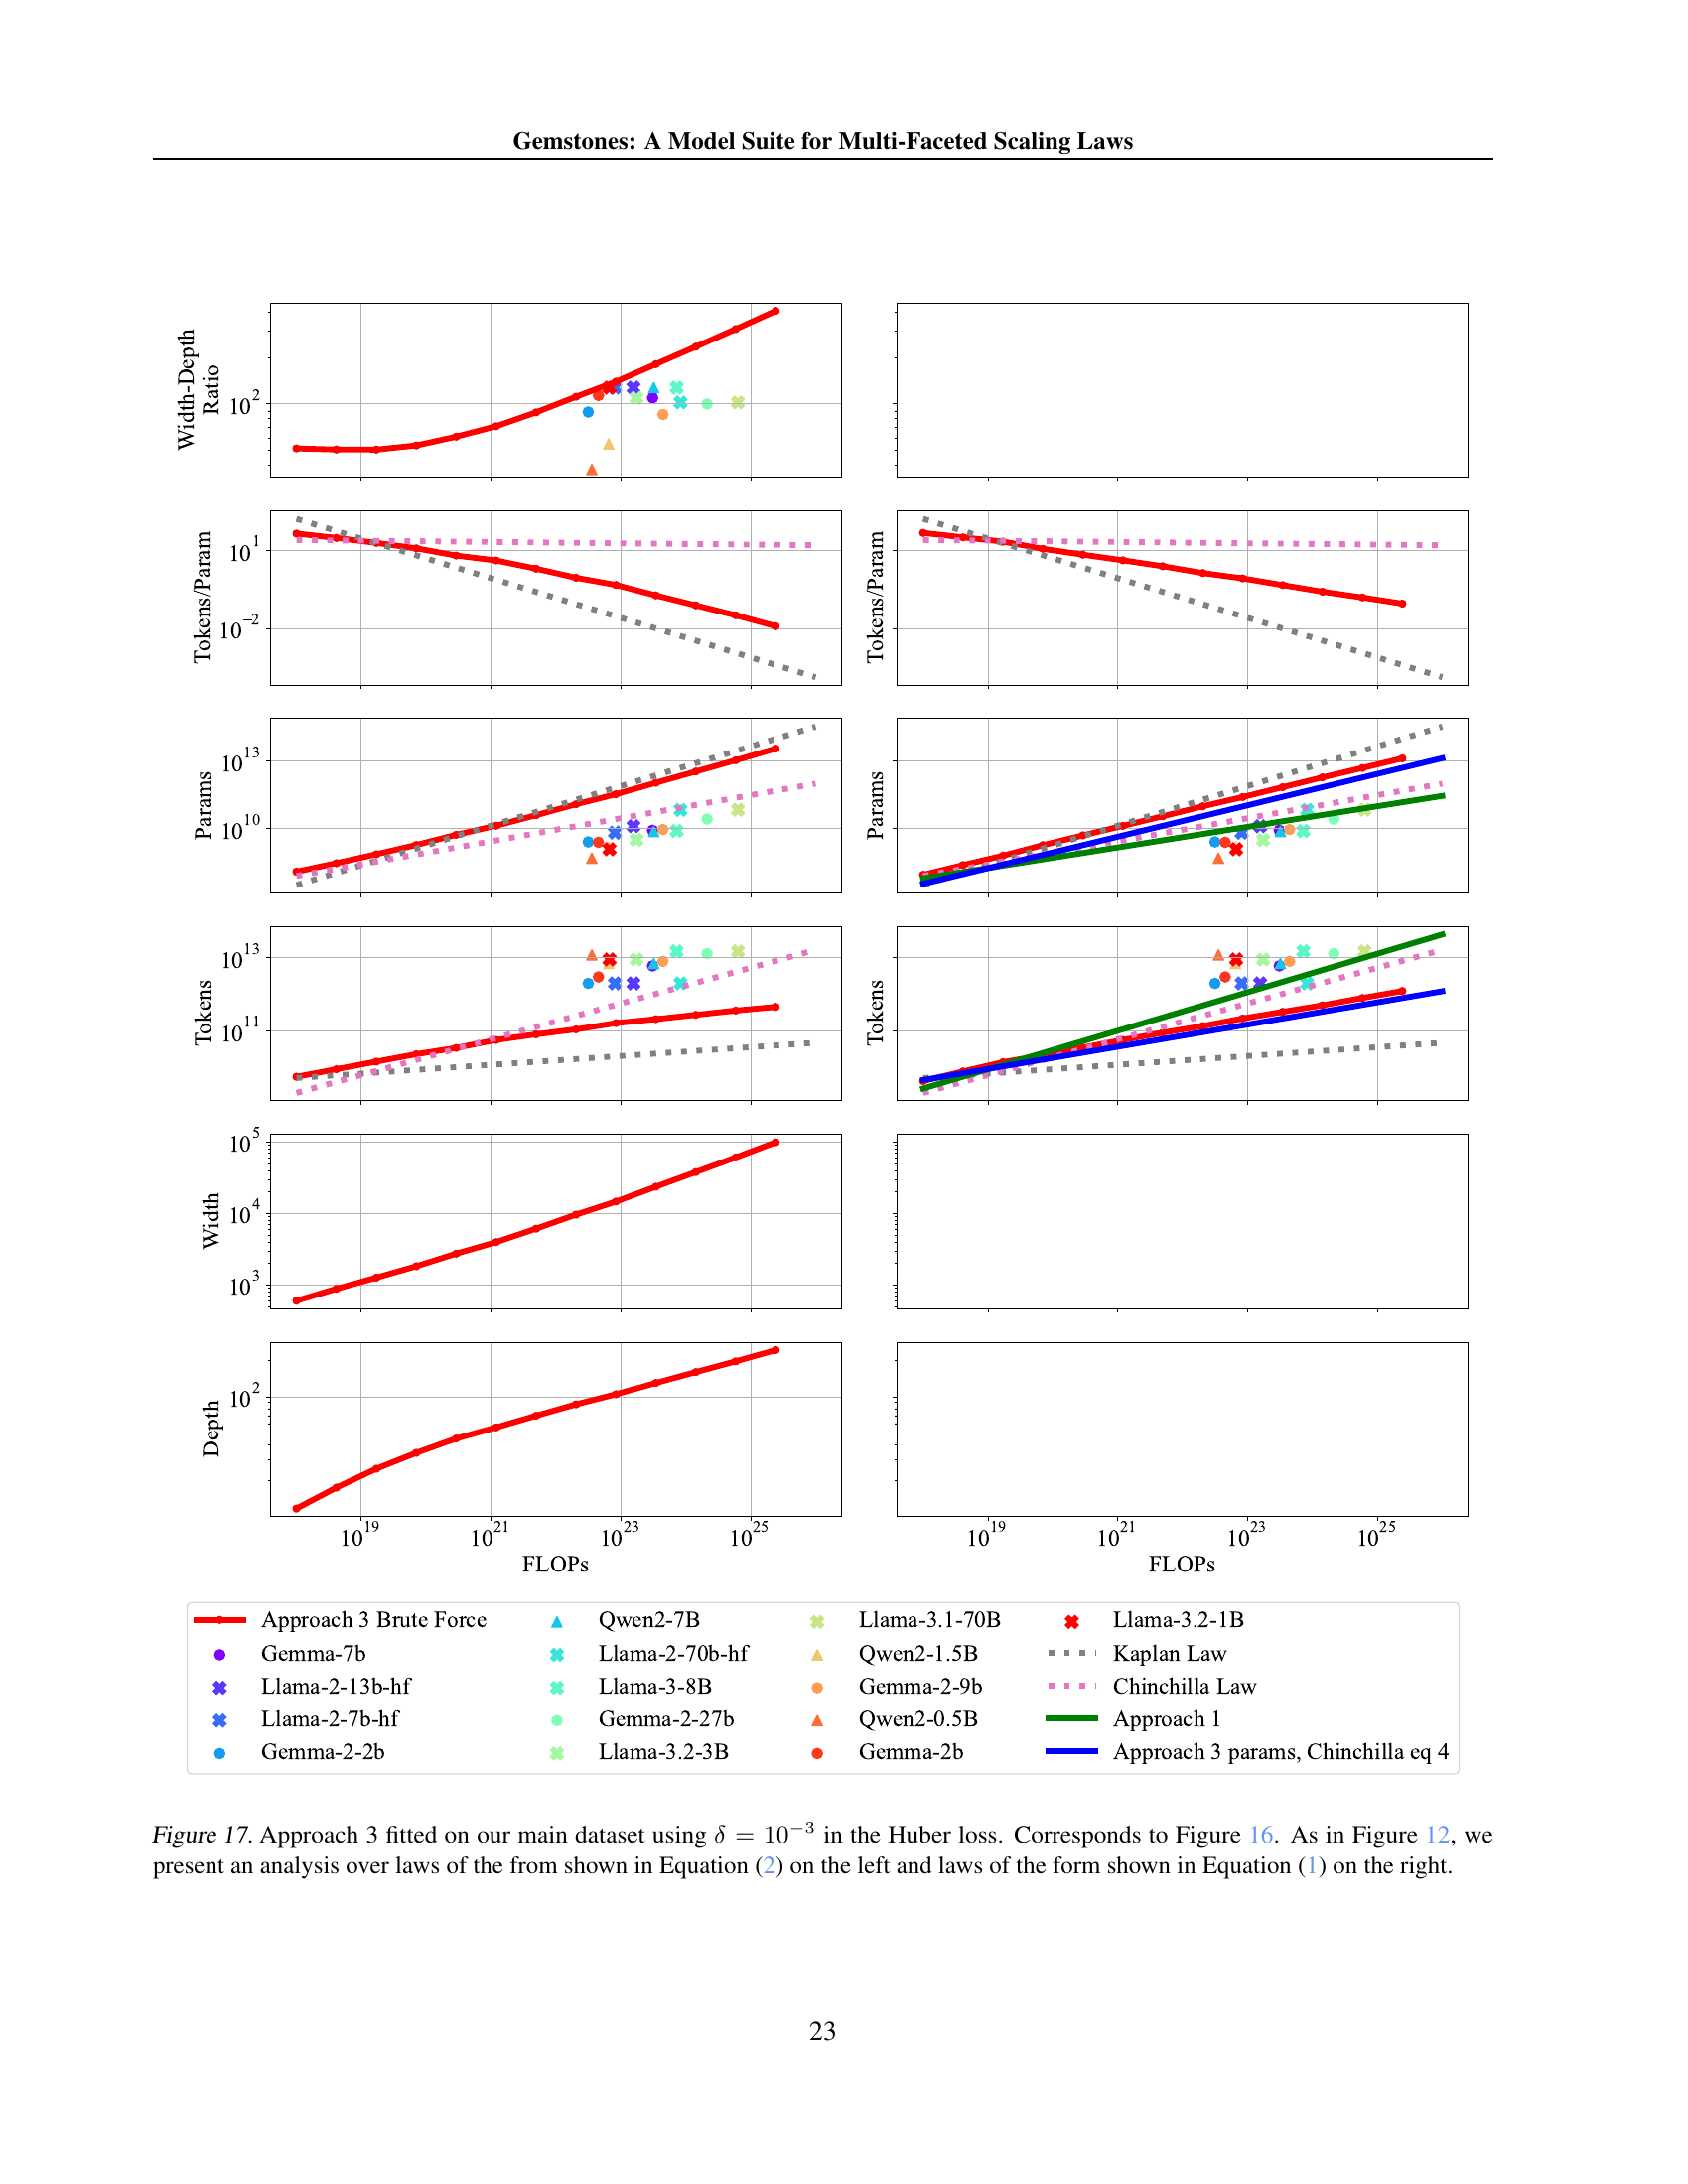 Gemstones: A Model Suite for Multi-Faceted Scaling Laws
Width-Depth
Ratio
10^2
Tokens/Param
10^1
10^−2
Tokens/Param
Params
10^13
10^10
Params
Tokens
10^13
10^11
Tokens
Width
10^5
10^4
10^3
Depth
10^2
10^19 10^21 10^23 10^25
FLOPs
10^19 10^21 10^23 10^25
FLOPs
Approach 3 Brute Force
Gemma-7b
Llama-2-13b-hf
Llama-2-7b-hf
Gemma-2-2b
Qwen2-7B
Llama-2-70b-hf
Llama-3-8B
Gemma-2-27b
Llama-3.2-3B
Llama-3.1-70B
Qwen2-1.5B
Gemma-2-9b
Qwen2-0.5B
Gemma-2b
Llama-3.2-1B
Kaplan Law
Chinchilla Law
Approach 1
Approach 3 params, Chinchilla eq 4
Figure 17. Approach 3 fitted on our main dataset using δ = 10^−3 in the Huber loss. Corresponds to Figure 16. As in Figure 12, we
present an analysis over laws of the from shown in Equation (2) on the left and laws of the form shown in Equation (1) on the right.
23